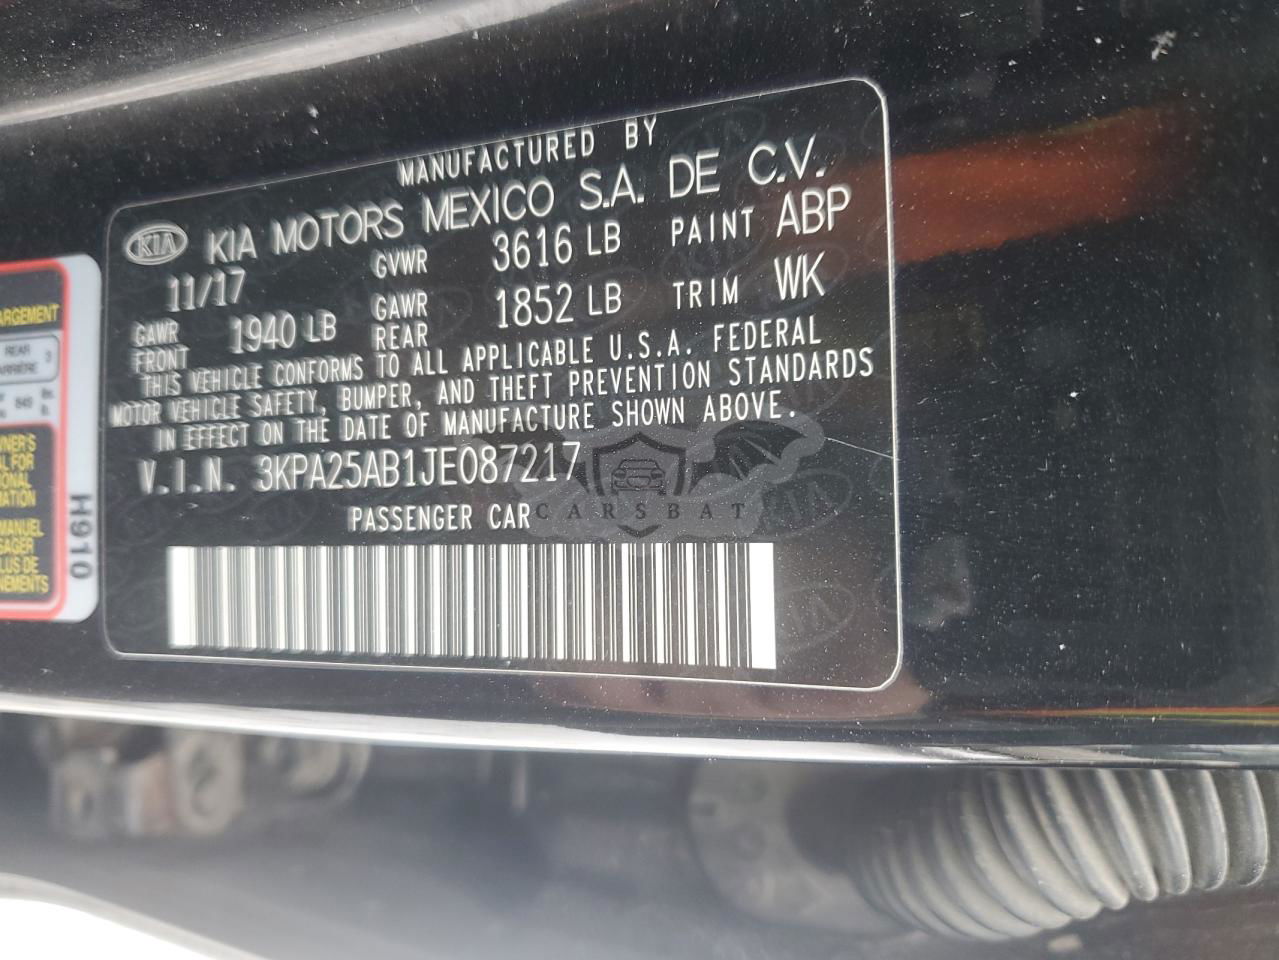 MANUFACTURED BY
KIA KIA MOTORS MEXICO S.A. DE C.V.
11/17 GVWR 3616 LB PAINT ABP
GAWR FRONT 1940 LB GAWR REAR 1852 LB TRIM WK
THIS VEHICLE CONFORMS TO ALL APPLICABLE U.S.A. FEDERAL
MOTOR VEHICLE SAFETY, BUMPER, AND THEFT PREVENTION STANDARDS
IN EFFECT ON THE DATE OF MANUFACTURE SHOWN ABOVE.
V.I.N. 3KPA25AB1JE087217
PASSENGER CAR
CARSBAT
REAR
3
H910